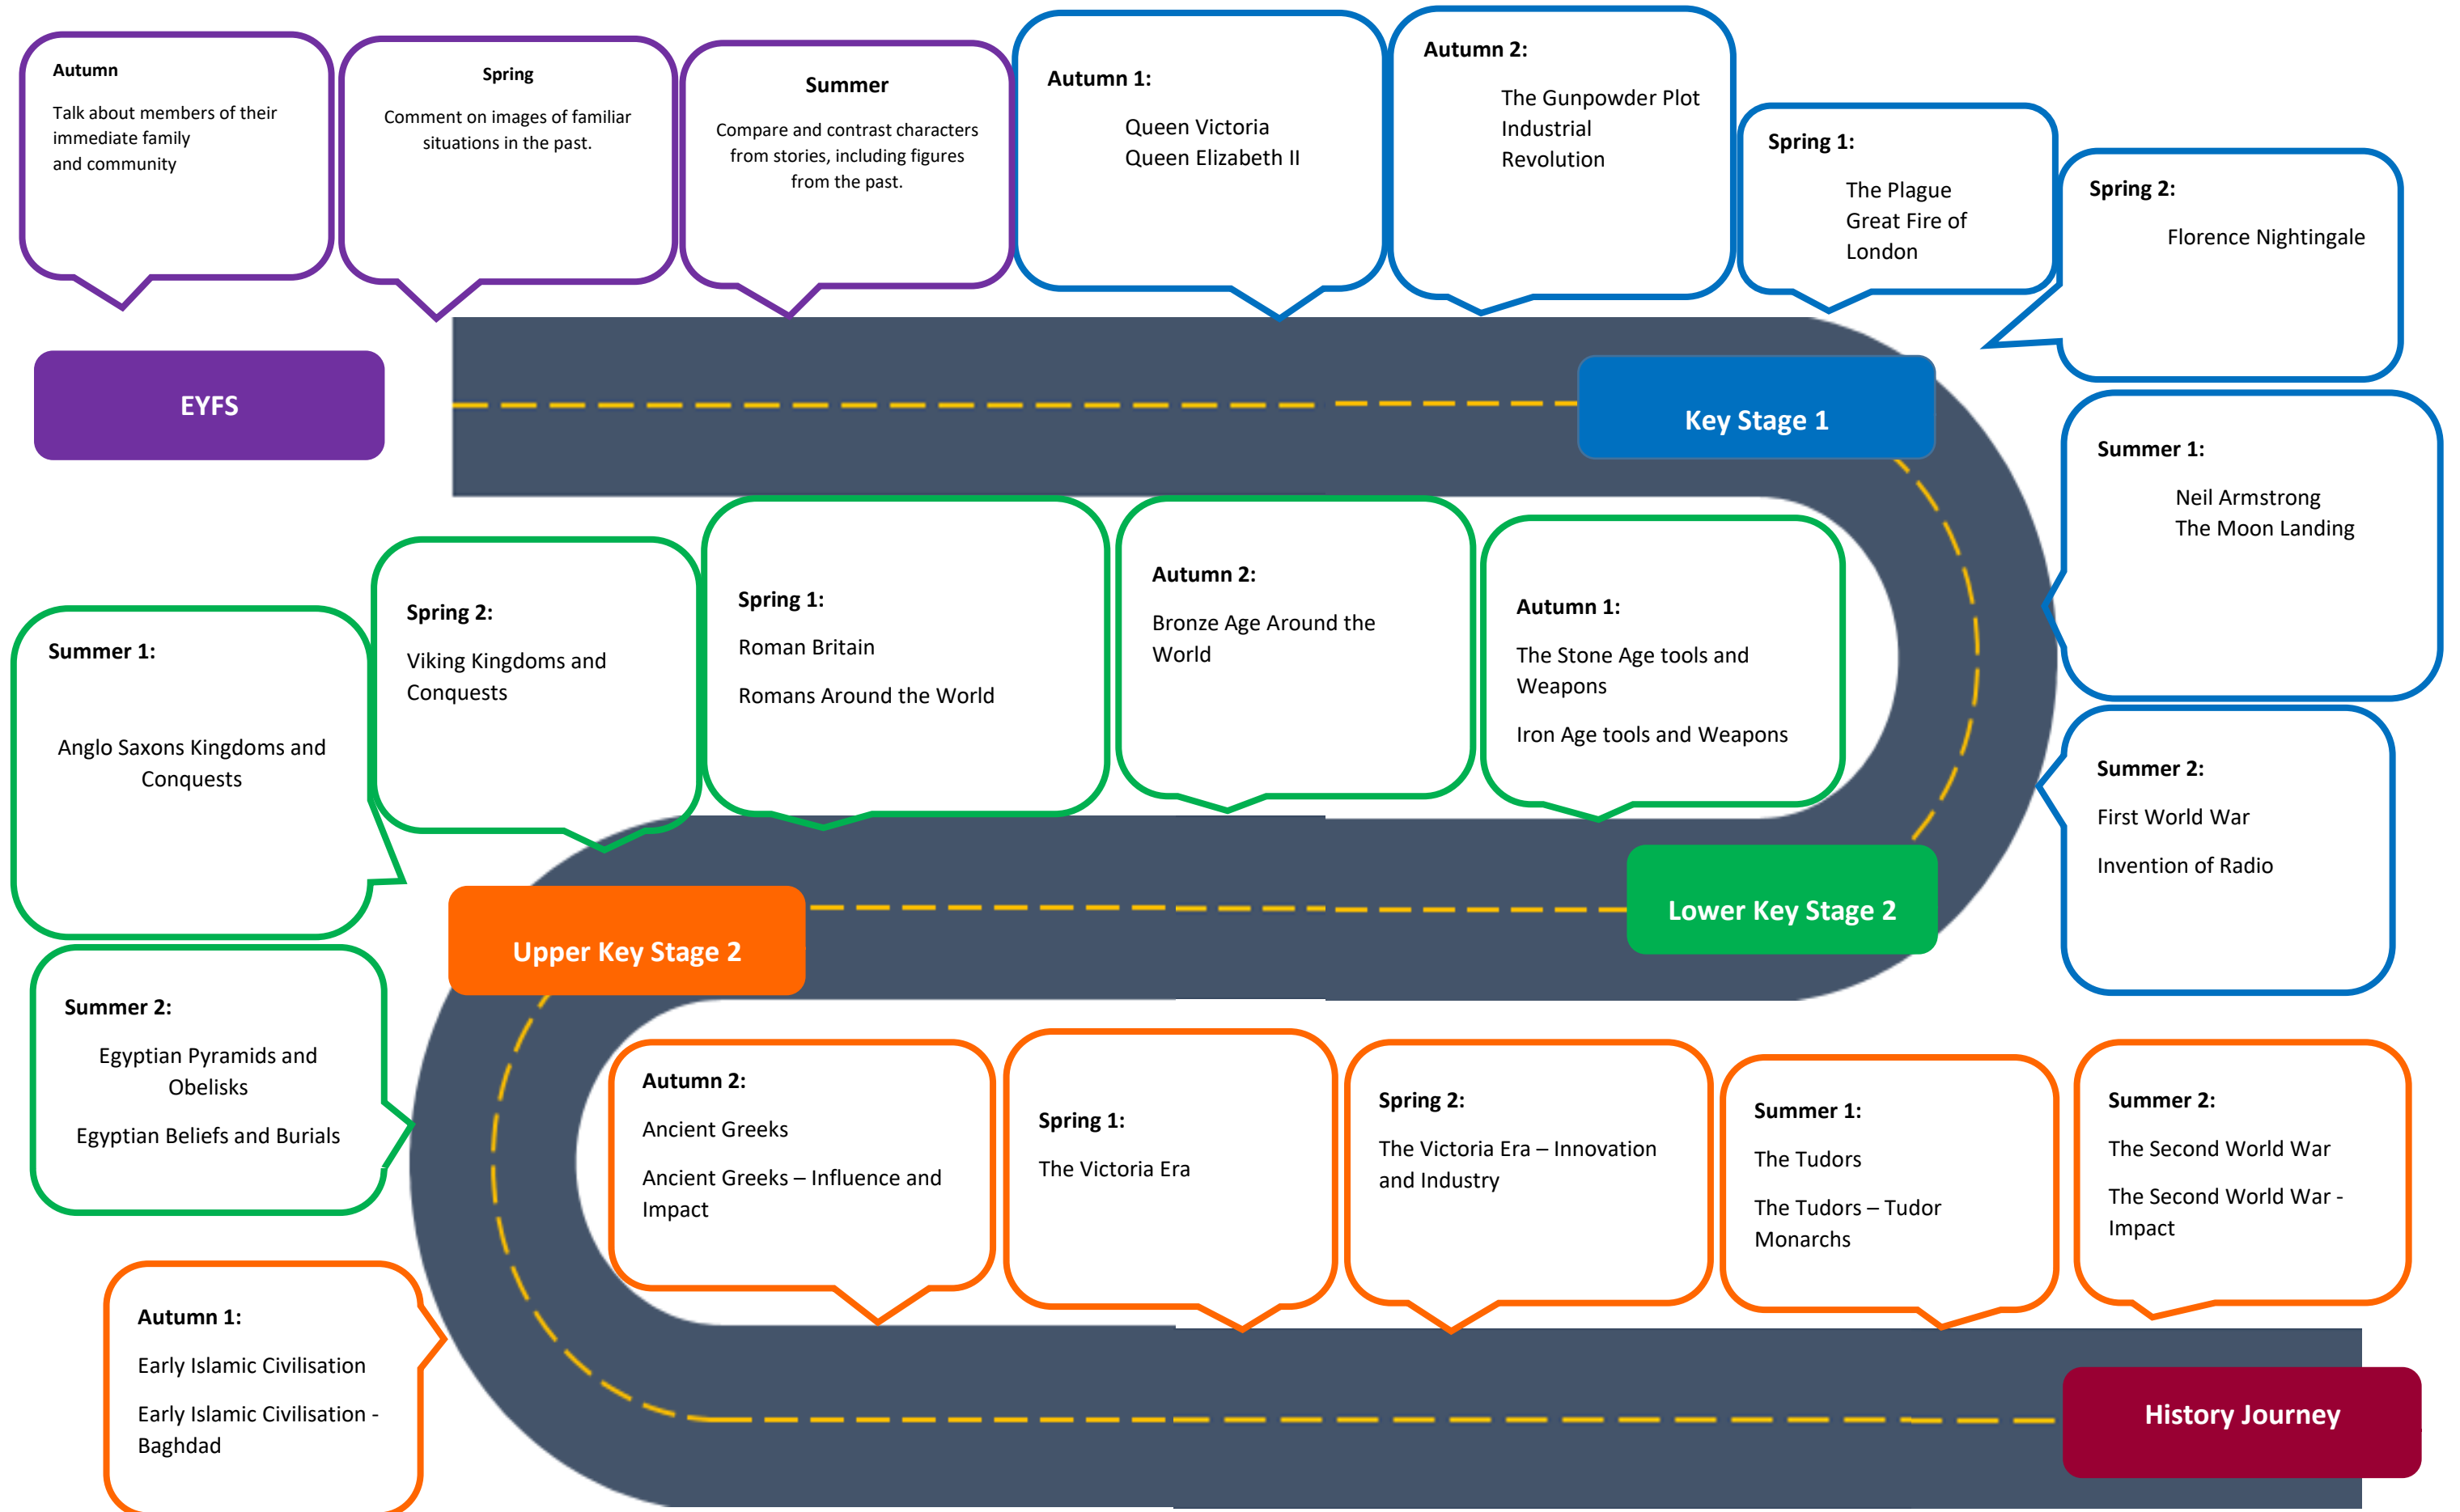 Autumn
Talk about members of their
immediate family
and community
Spring
Comment on images of familiar
situations in the past.
Summer
Compare and contrast characters
from stories, including figures
from the past.
Autumn 1:
Queen Victoria
Queen Elizabeth II
Autumn 2:
The Gunpowder Plot
Industrial
Revolution
Spring 1:
The Plague
Great Fire of
London
Spring 2:
Florence Nightingale
EYFS
Key Stage 1
Summer 1:
Neil Armstrong
The Moon Landing
Summer 2:
First World War
Invention of Radio
Autumn 1:
The Stone Age tools and
Weapons
Iron Age tools and Weapons
Autumn 2:
Bronze Age Around the
World
Spring 1:
Roman Britain
Romans Around the World
Spring 2:
Viking Kingdoms and
Conquests
Summer 1:
Anglo Saxons Kingdoms and
Conquests
Lower Key Stage 2
Upper Key Stage 2
Summer 2:
Egyptian Pyramids and
Obelisks
Egyptian Beliefs and Burials
Autumn 1:
Early Islamic Civilisation
Early Islamic Civilisation -
Baghdad
Autumn 2:
Ancient Greeks
Ancient Greeks – Influence and
Impact
Spring 1:
The Victoria Era
Spring 2:
The Victoria Era – Innovation
and Industry
Summer 1:
The Tudors
The Tudors – Tudor
Monarchs
Summer 2:
The Second World War
The Second World War -
Impact
History Journey